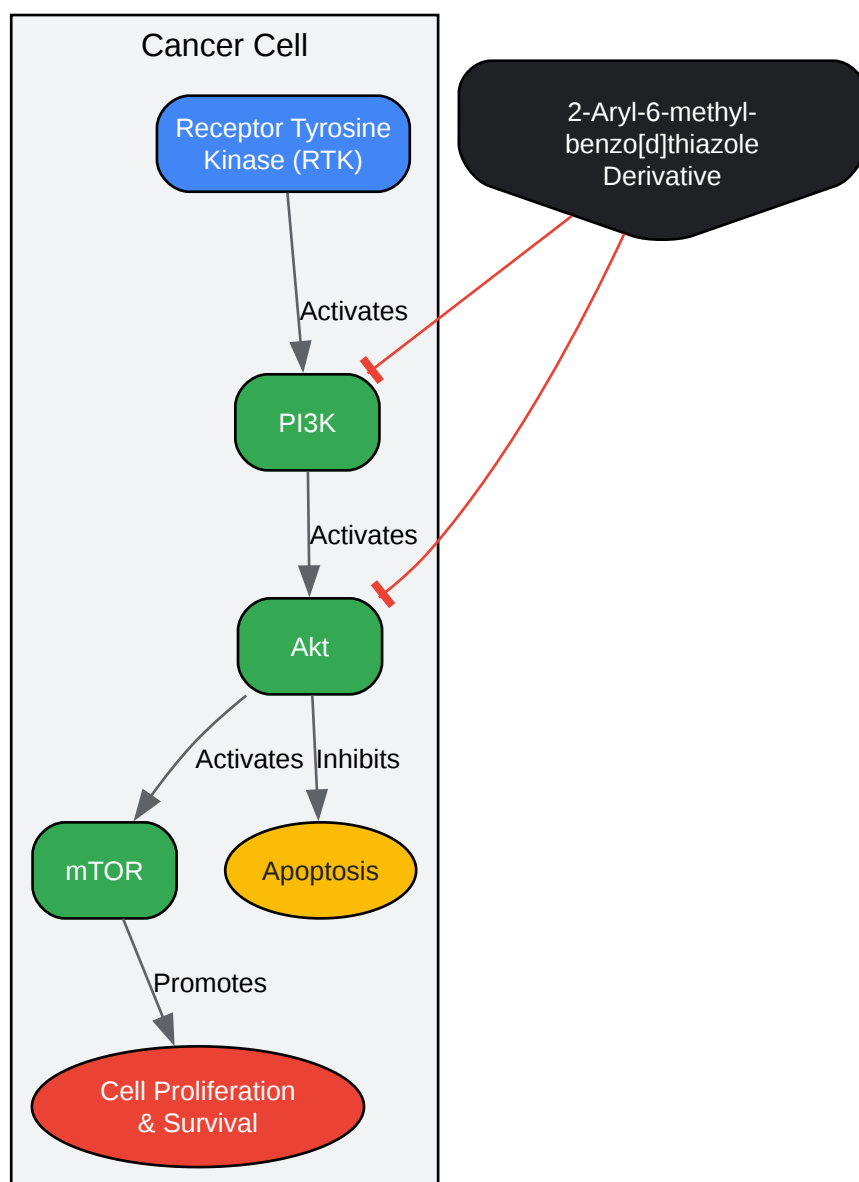 Cancer Cell
Receptor Tyrosine
Kinase (RTK)
2-Aryl-6-methyl-
benzo[d]thiazole
Derivative
Activates
PI3K
Activates
Akt
Activates
Inhibits
mTOR
Apoptosis
Promotes
Cell Proliferation
& Survival